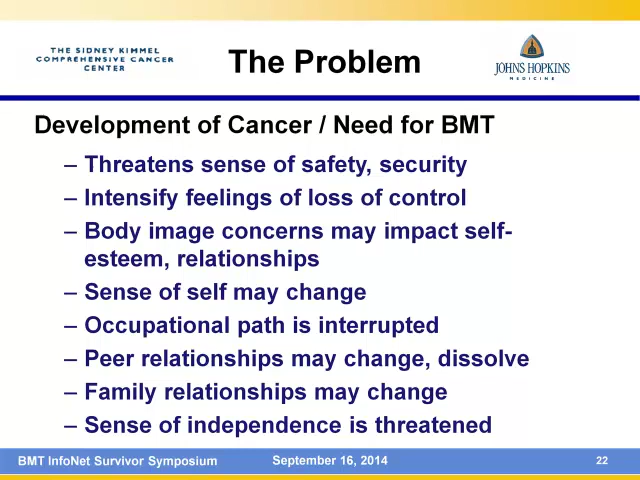 THE SIDNEY KIMMEL
COMPREHENSIVE CANCER
CENTER
The Problem
JOHNS HOPKINS
MEDICINE
Development of Cancer / Need for BMT
– Threatens sense of safety, security
– Intensify feelings of loss of control
– Body image concerns may impact self-
esteem, relationships
– Sense of self may change
– Occupational path is interrupted
– Peer relationships may change, dissolve
– Family relationships may change
– Sense of independence is threatened
BMT InfoNet Survivor Symposium
September 16, 2014
22